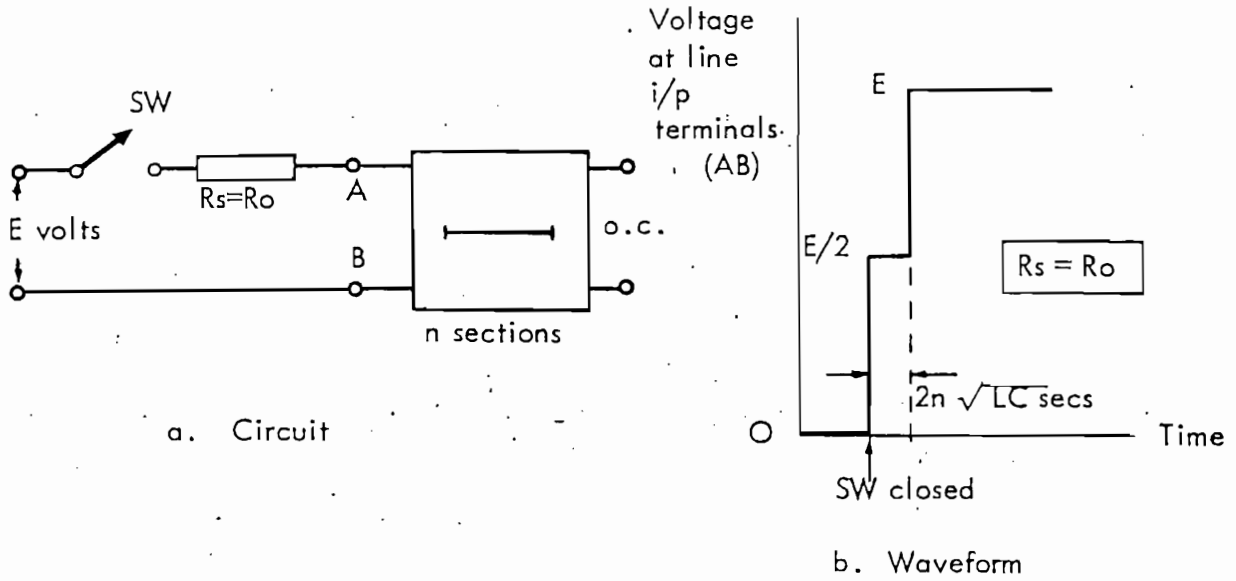 SW
Rs=Ro
A
E volts
B
o.c.
n sections
a. Circuit
Voltage
at line
i/p
terminals
(AB)
E
E/2
Rs = Ro
2n √LC secs
O
Time
SW closed
b. Waveform